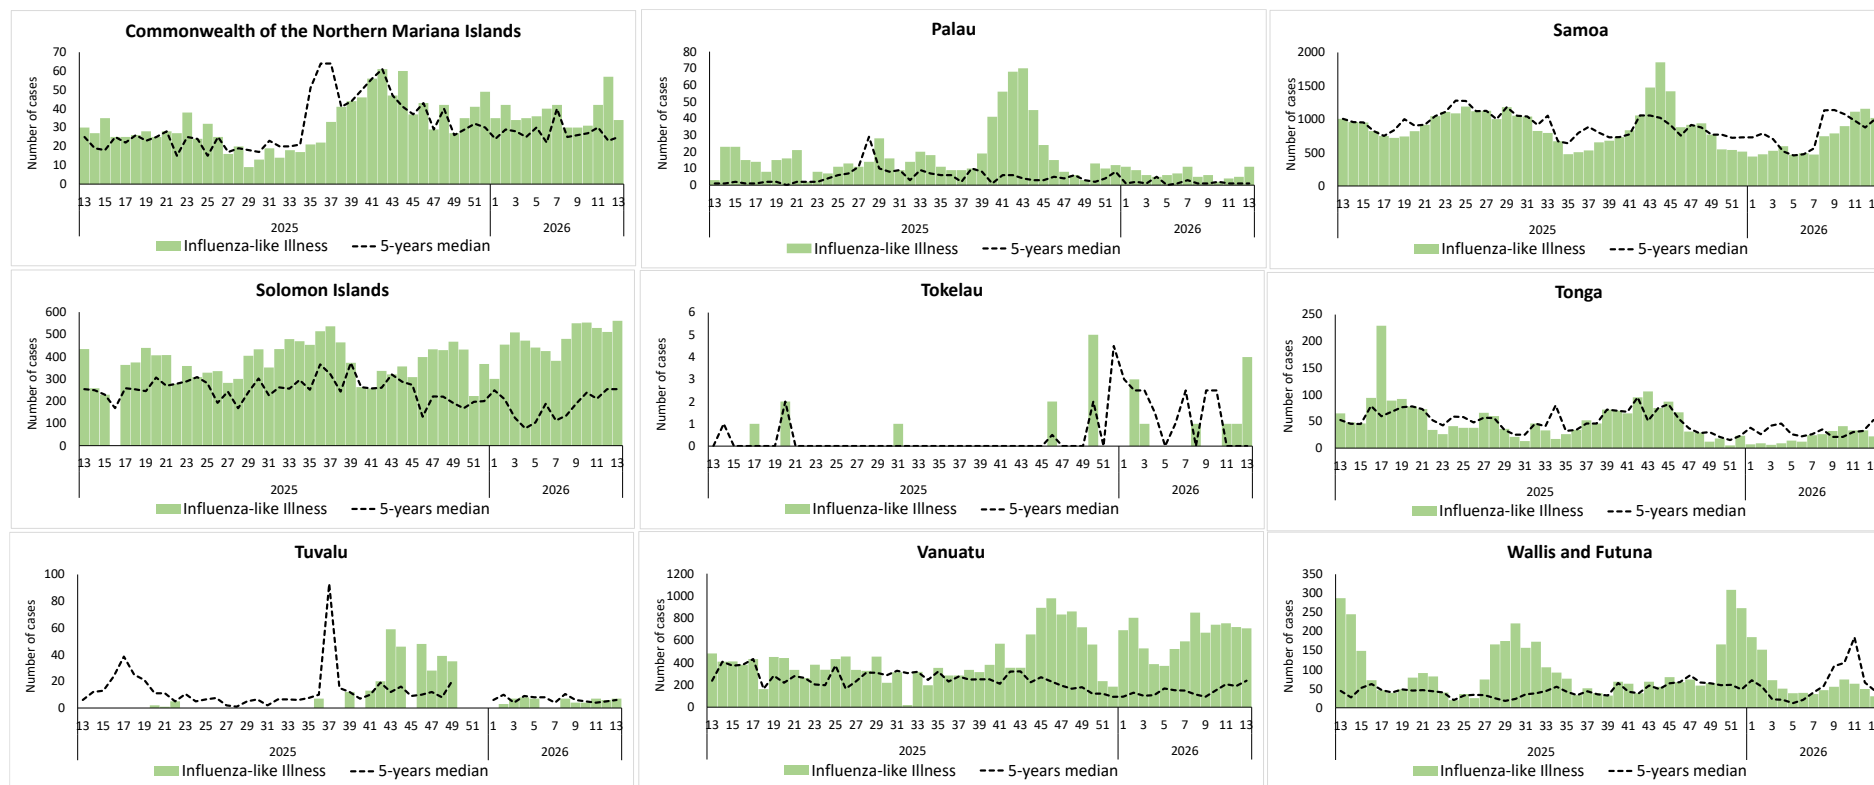 Commonwealth of the Northern Mariana Islands
Number of cases
70
60
50
40
30
20
10
0
13 15 17 19 21 23 25 27 29 31 33 35 37 39 41 43 45 47 49 51 1 3 5 7 9 11 13
2025 2026
Influenza-like Illness 5-years median
Palau
Number of cases
80
70
60
50
40
30
20
10
0
13 15 17 19 21 23 25 27 29 31 33 35 37 39 41 43 45 47 49 51 1 3 5 7 9 11 13
2025 2026
Influenza-like Illness 5-years median
Samoa
Number of cases
2000
1500
1000
500
0
13 15 17 19 21 23 25 27 29 31 33 35 37 39 41 43 45 47 49 51 1 3 5 7 9 11
2025 2026
Influenza-like Illness 5-years median
Solomon Islands
Number of cases
600
500
400
300
200
100
0
13 15 17 19 21 23 25 27 29 31 33 35 37 39 41 43 45 47 49 51 1 3 5 7 9 11 13
2025 2026
Influenza-like Illness 5-years median
Tokelau
Number of cases
6
5
4
3
2
1
0
13 15 17 19 21 23 25 27 29 31 33 35 37 39 41 43 45 47 49 51 1 3 5 7 9 11 13
2025 2026
Influenza-like Illness 5-years median
Tonga
Number of cases
250
200
150
100
50
0
13 15 17 19 21 23 25 27 29 31 33 35 37 39 41 43 45 47 49 51 1 3 5 7 9 11
2025 2026
Influenza-like Illness 5-years median
Tuvalu
Number of cases
100
80
60
40
20
0
13 15 17 19 21 23 25 27 29 31 33 35 37 39 41 43 45 47 49 51 1 3 5 7 9 11 13
2025 2026
Influenza-like Illness 5-years median
Vanuatu
Number of cases
1200
1000
800
600
400
200
0
13 15 17 19 21 23 25 27 29 31 33 35 37 39 41 43 45 47 49 51 1 3 5 7 9 11 13
2025 2026
Influenza-like Illness 5-years median
Wallis and Futuna
Number of cases
350
300
250
200
150
100
50
0
13 15 17 19 21 23 25 27 29 31 33 35 37 39 41 43 45 47 49 51 1 3 5 7 9 11
2025 2026
Influenza-like Illness 5-years median